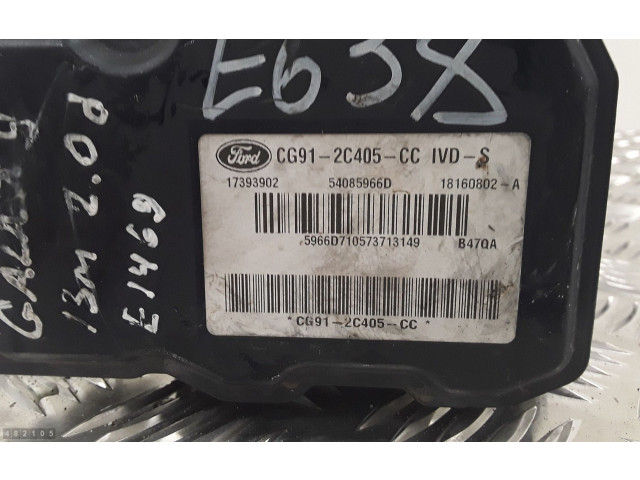 E638
Ford CG91-2C405-CC IVD-S
17393902 54085966D 18160802-A
5966D710573713149 B47QA
* CG91-2C405-CC *
GALAXY
13M 2.0d
E1469
462105